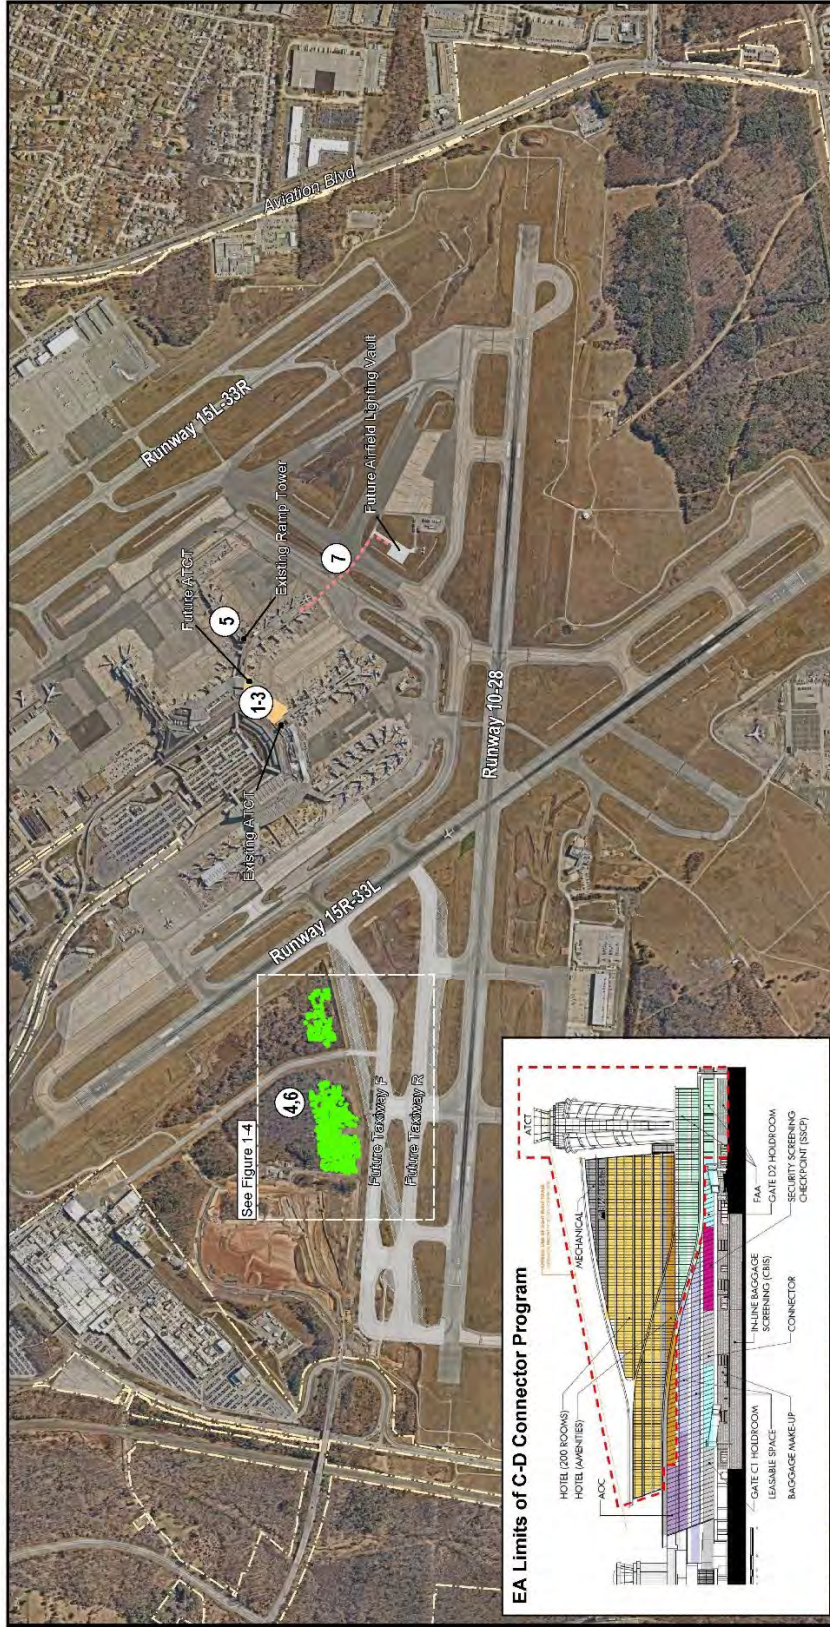 Aviation Blvd
Runway 15L-33R
Future ATCT
5
Existing Ramp Tower
7
Future Airfield Lighting Vault
1-3
Existing ATCT
Runway 10-28
Runway 15R-33L
See Figure 1-4
4,6
Future Taxiway F
Future Taxiway R
EA Limits of C-D Connector Program
HOTEL (200 ROOMS)
HOTEL (AMENITIES)
AOC
MECHANICAL
ATCT
GATE C1 HOLDROOM
LEASABLE SPACE
BAGGAGE MAKE-UP
IN-LINE BAGGAGE
SCREENING (CBIS)
CONNECTOR
FAA
GATE D2 HOLDROOM
SECURITY SCREENING
CHECKPOINT (SSCP)